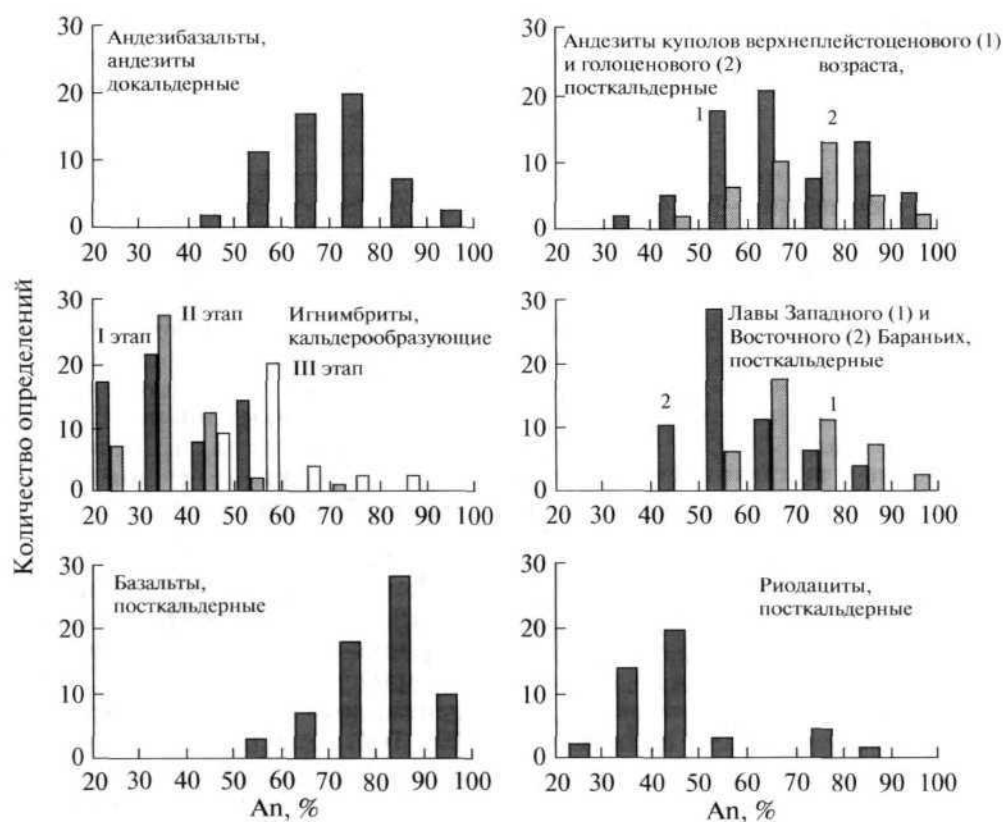 Количество определений
30
20
10
0
Андезибазальты,
андезиты
докальдерные
20 30 40 50 60 70 80 90 100
30
20
10
0
Андезиты куполов верхнеплейстоценового (1)
и голоценового (2) возраста,
посткальдерные
1
2
20 30 40 50 60 70 80 90 100
30
20
10
0
I этап
II этап
Игнимбриты,
кальдерообразующие
III этап
20 30 40 50 60 70 80 90 100
30
20
10
0
Лавы Западного (1) и
Восточного (2) Бараньих,
посткальдерные
2
1
20 30 40 50 60 70 80 90 100
30
20
10
0
Базальты,
посткальдерные
20 30 40 50 60 70 80 90 100
An, %
30
20
10
0
Риодациты,
посткальдерные
20 30 40 50 60 70 80 90 100
An, %